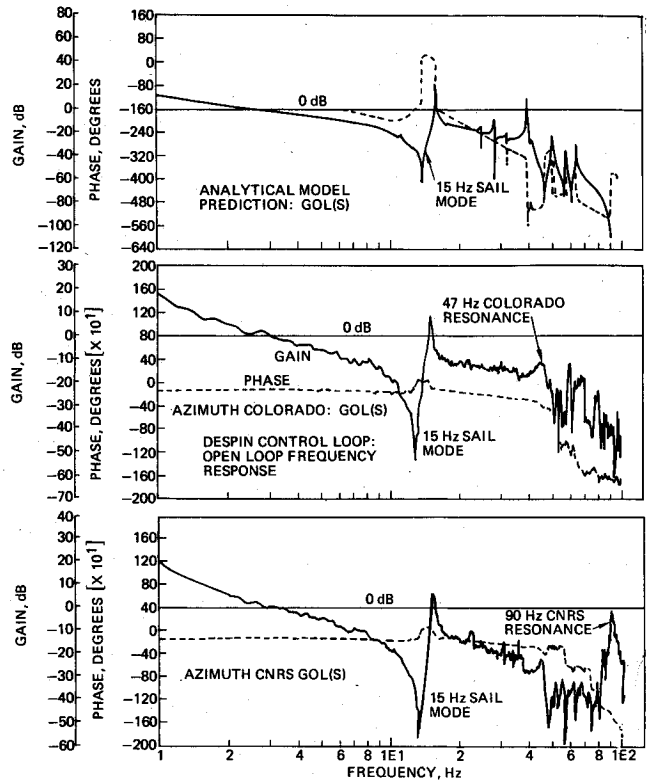 GAIN, dB
60
40
20
0
-20
-40
-60
-80
-100
-120
PHASE, DEGREES
160
80
0
-80
-160
-240
-320
-400
-480
-560
-640
0 dB
15 Hz SAIL
MODE
ANALYTICAL MODEL
PREDICTION: GOL(S)
GAIN, dB
30
20
10
0
-10
-20
-30
-40
-50
-60
-70
PHASE, DEGREES [X 10¹]
200
160
120
80
40
0
-40
-80
-120
-160
-200
0 dB
47 Hz COLORADO
RESONANCE
GAIN
PHASE
AZIMUTH COLORADO: GOL(S)
DESPIN CONTROL LOOP:
OPEN LOOP FREQUENCY
RESPONSE
15 Hz SAIL
MODE
GAIN, dB
40
30
20
10
0
-10
-20
-30
-40
-50
-60
PHASE, DEGREES [X 10¹]
160
120
80
40
0
-40
-80
-120
-160
-200
0 dB
90 Hz CNRS
RESONANCE
AZIMUTH CNRS GOL(S)
15 Hz SAIL
MODE
1 2 4 6 8 1E1 2 4 6 8 1E2
FREQUENCY, Hz